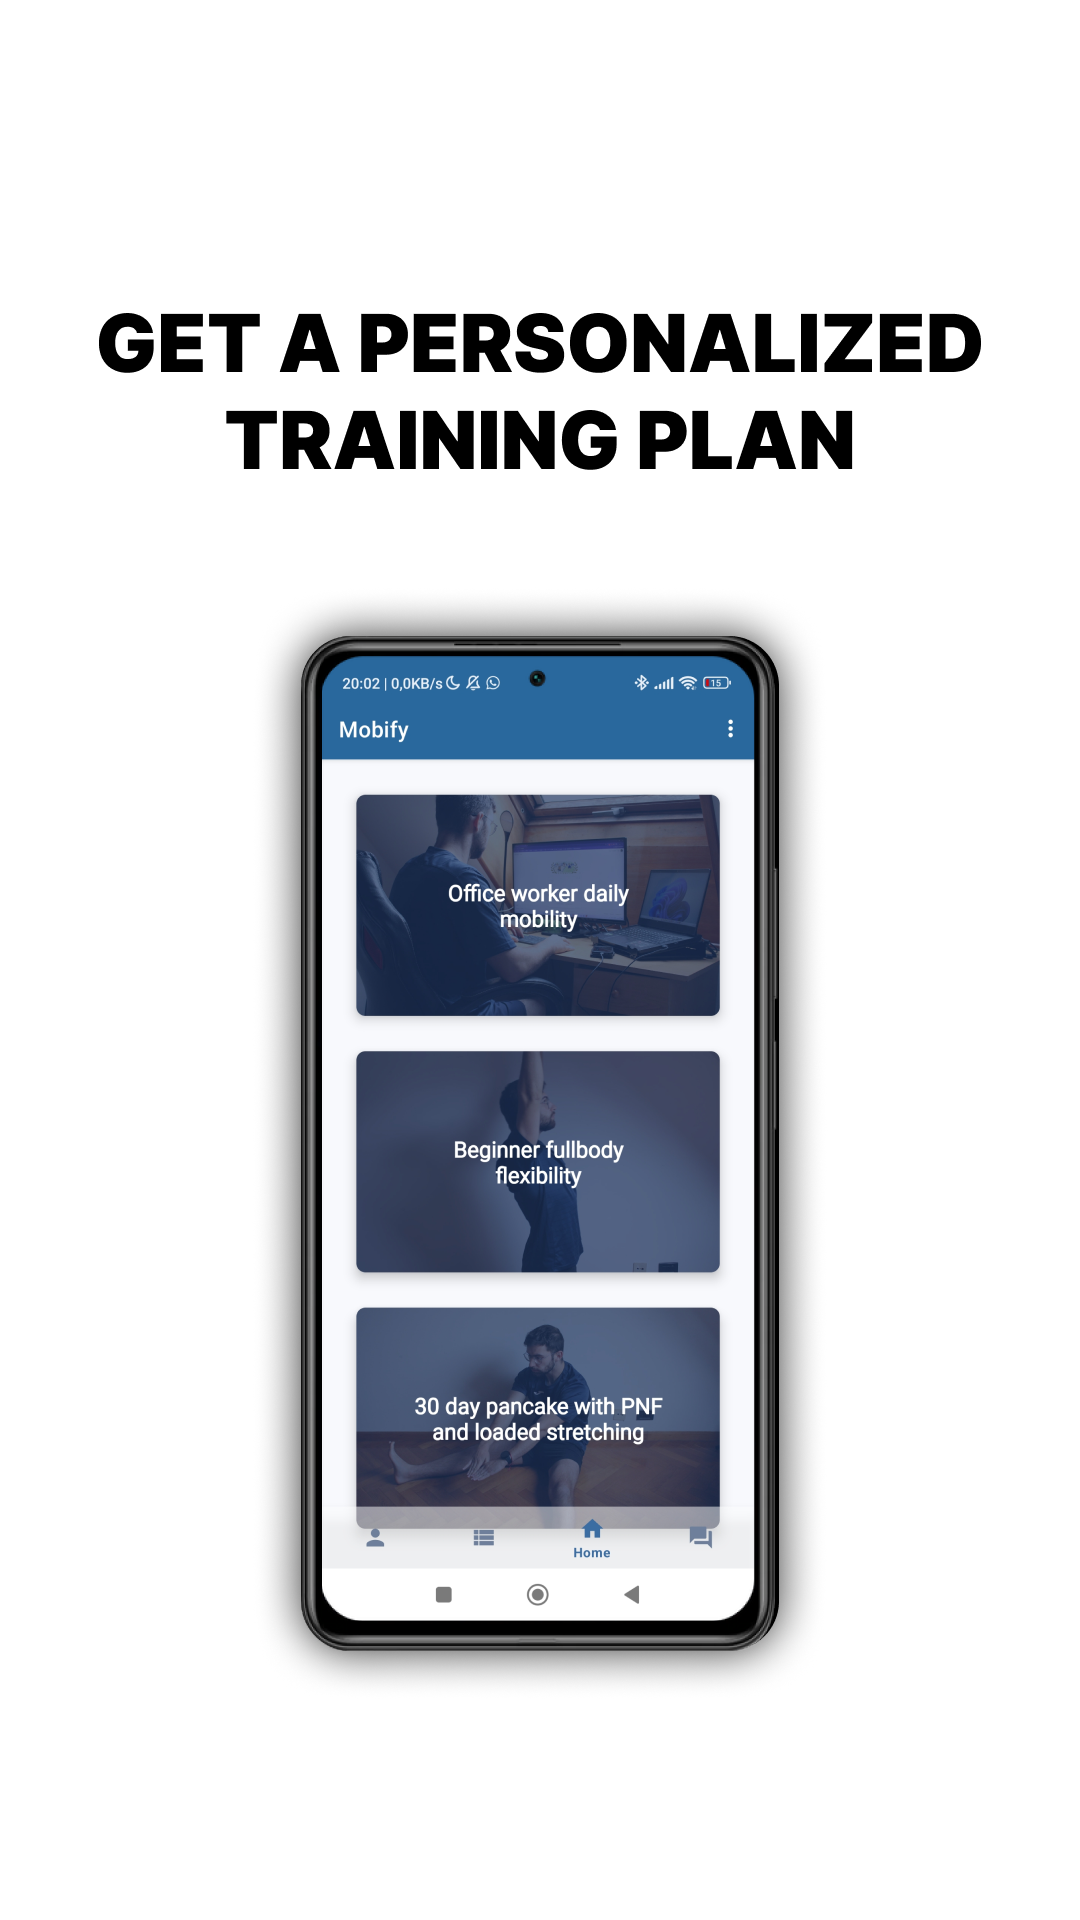 GET A PERSONALIZED
TRAINING PLAN
20:02 | 0,0KB/s
15
Mobify
Office worker daily
mobility
Beginner fullbody
flexibility
30 day pancake with PNF
and loaded stretching
Home